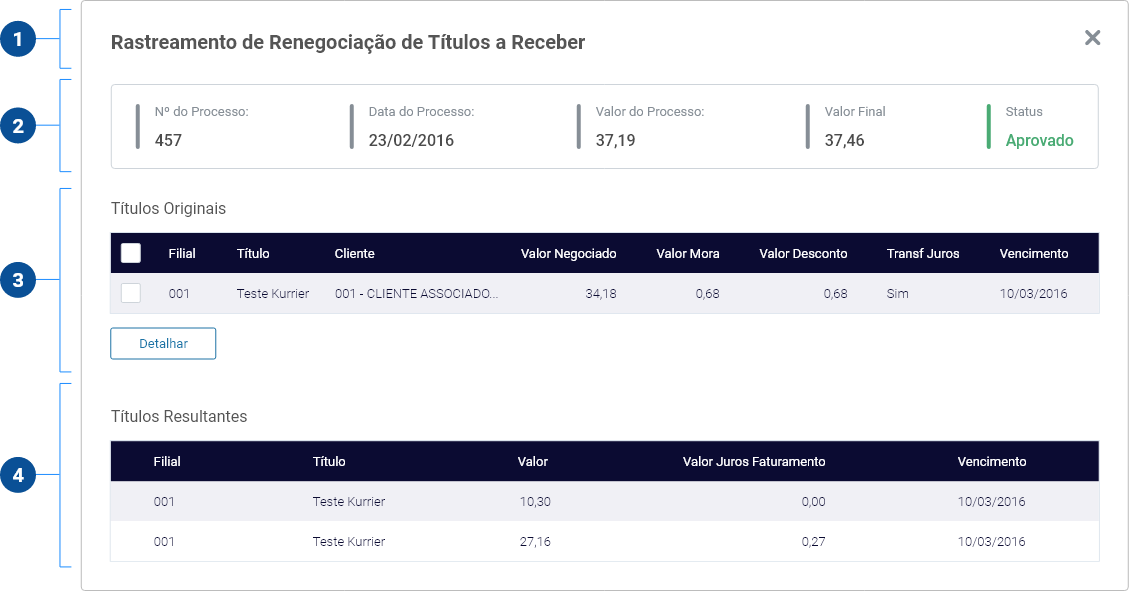 1
Rastreamento de Renegociação de Títulos a Receber
2
Nº do Processo: Data do Processo: Valor do Processo: Valor Final Status
457 23/02/2016 37,19 37,46 Aprovado
3
Títulos Originais
Filial Título Cliente Valor Negociado Valor Mora Valor Desconto Transf Juros Vencimento
001 Teste Kurrier 001 - CLIENTE ASSOCIADO... 34,18 0,68 0,68 Sim 10/03/2016
Detalhar
4
Títulos Resultantes
Filial Título Valor Valor Juros Faturamento Vencimento
001 Teste Kurrier 10,30 0,00 10/03/2016
001 Teste Kurrier 27,16 0,27 10/03/2016